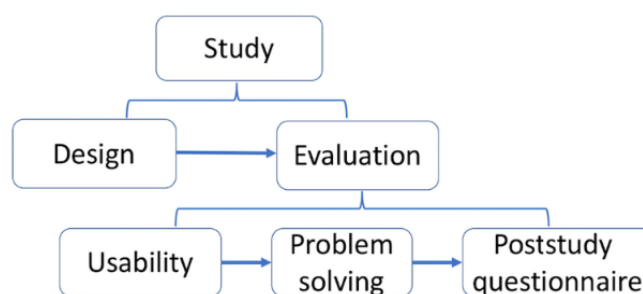 Study
Design
Evaluation
Usability
Problem
solving
Poststudy
questionnaire